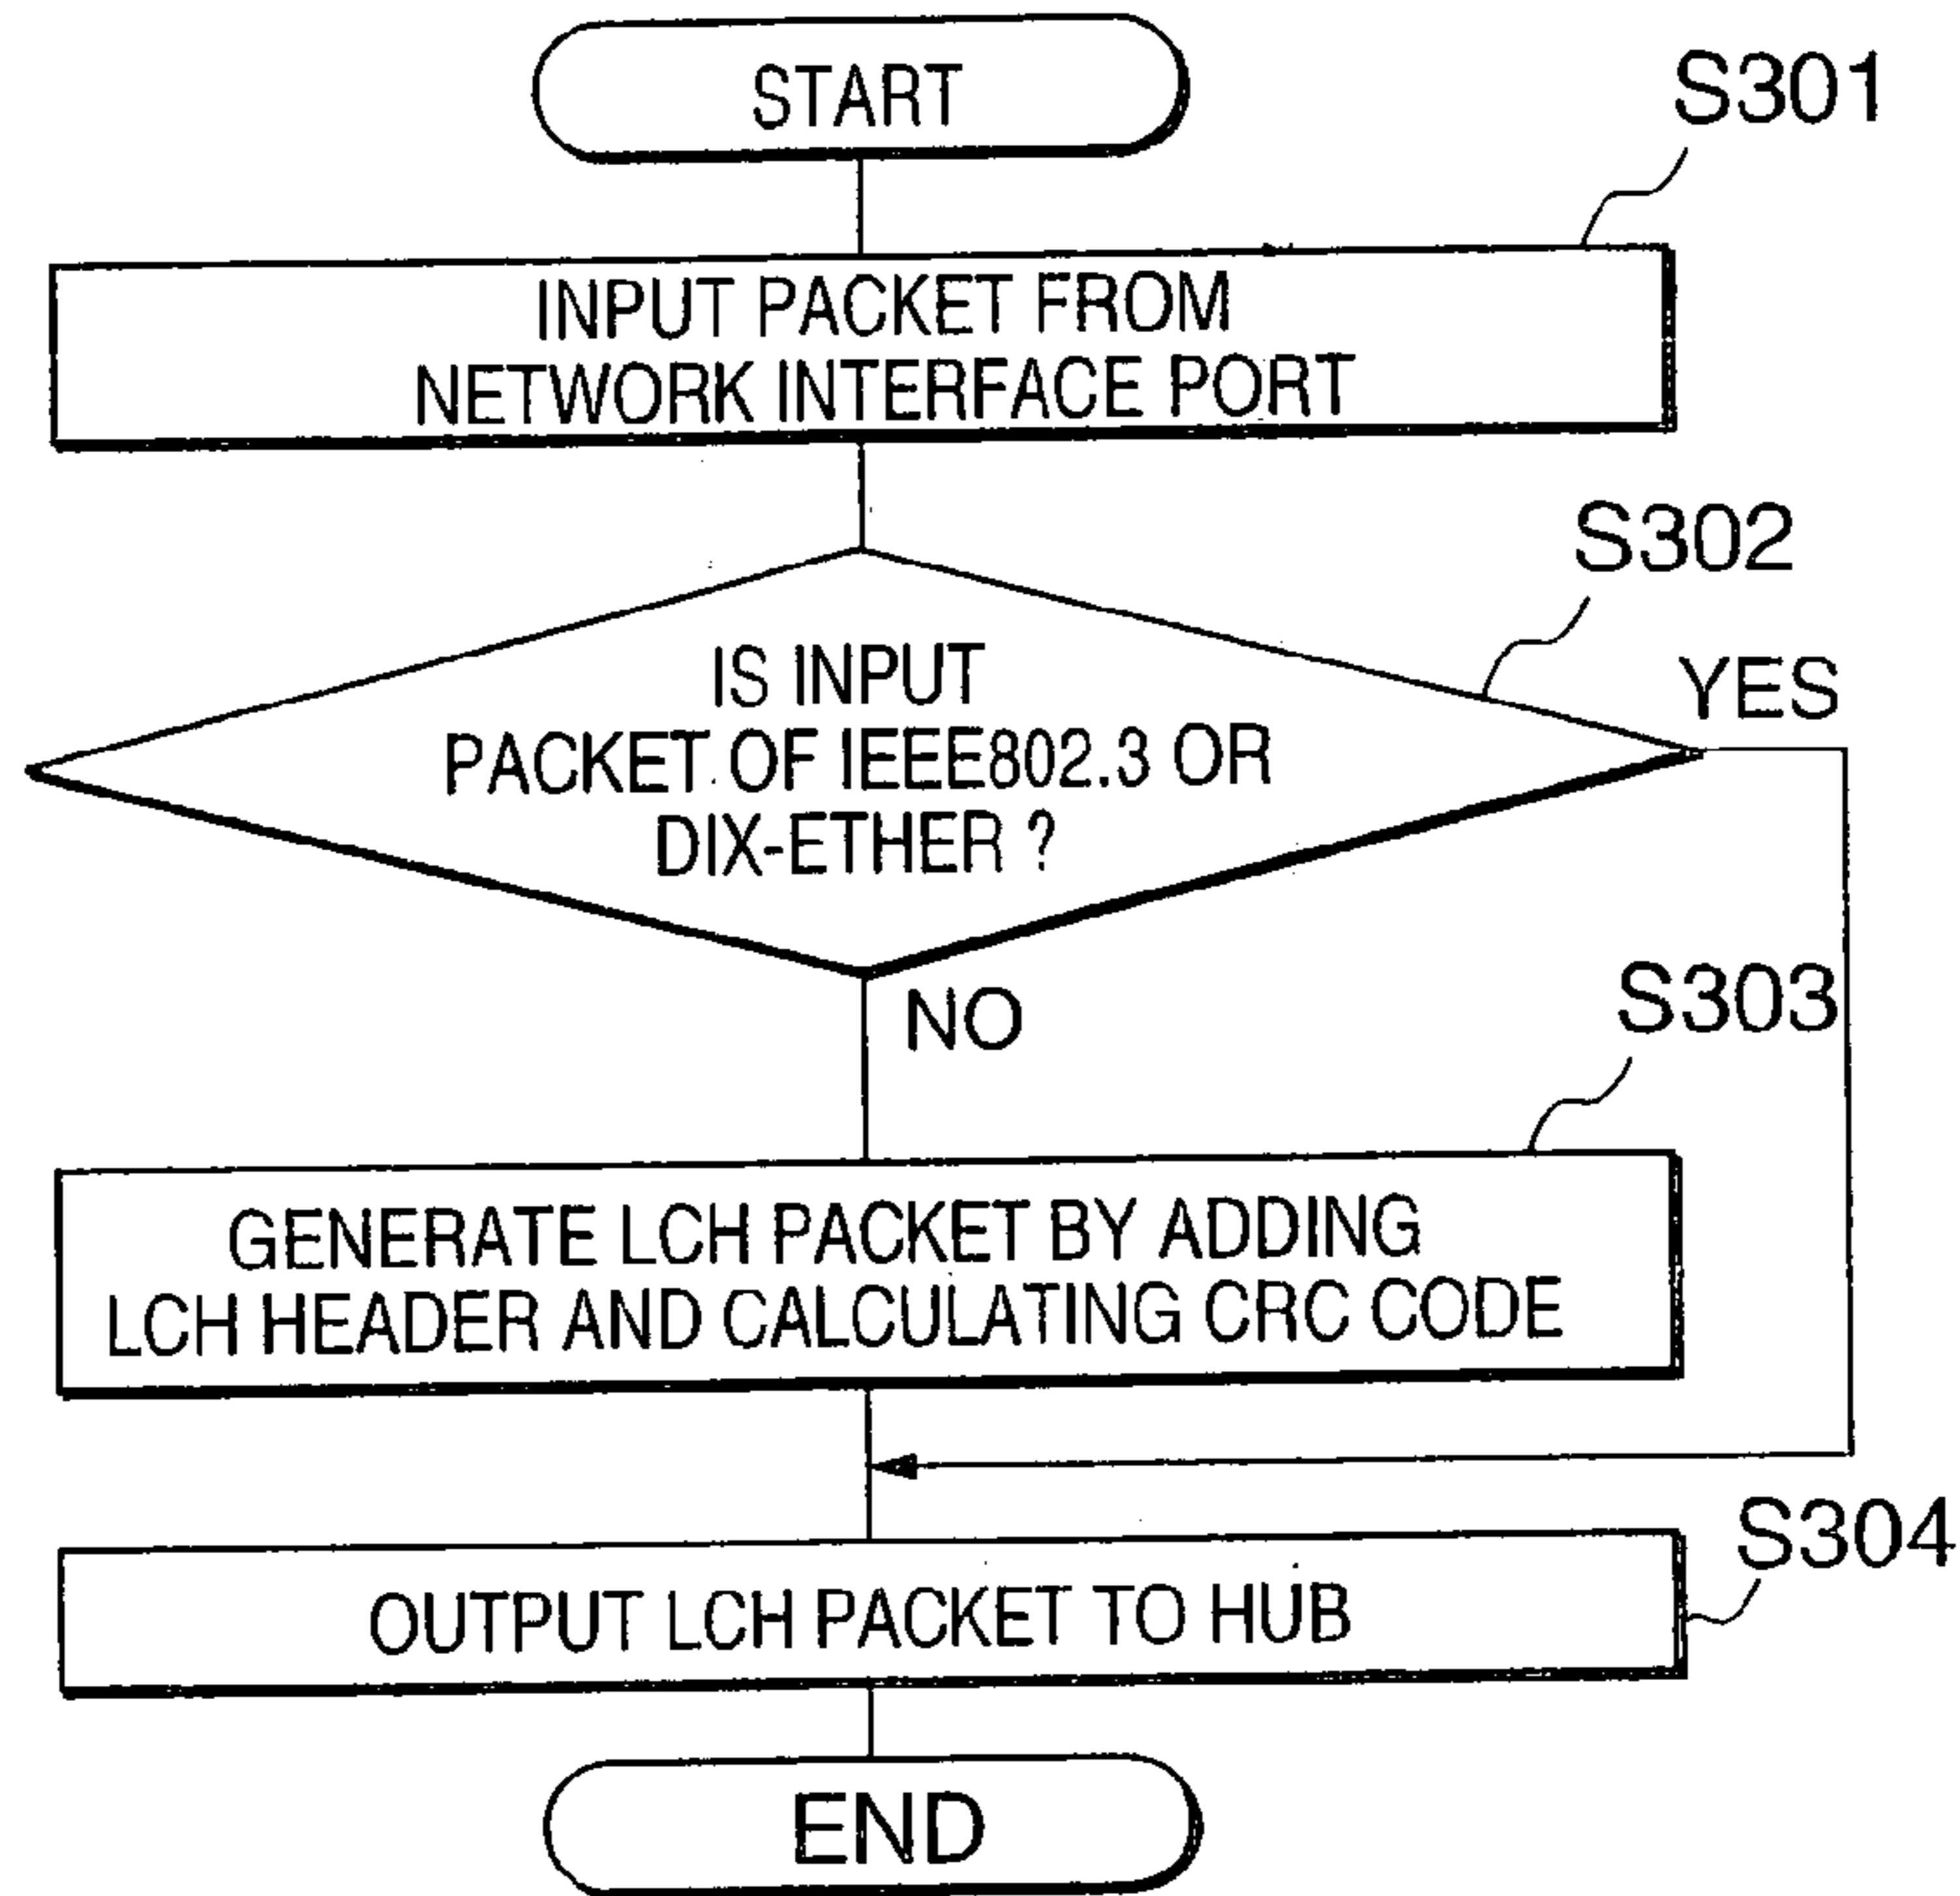 START
S301
INPUT PACKET FROM
NETWORK INTERFACE PORT
S302
IS INPUT
PACKET OF IEEE802.3 OR
DIX-ETHER ?
YES
NO
S303
GENERATE LCH PACKET BY ADDING
LCH HEADER AND CALCULATING CRC CODE
S304
OUTPUT LCH PACKET TO HUB
END